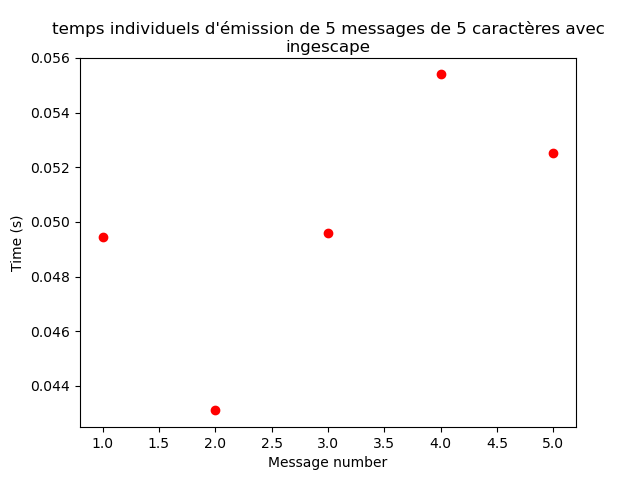 temps individuels d'émission de 5 messages de 5 caractères avec
ingescape
0.056
0.054
0.052
0.050
0.048
0.046
0.044
Time (s)
1.0 1.5 2.0 2.5 3.0 3.5 4.0 4.5 5.0
Message number